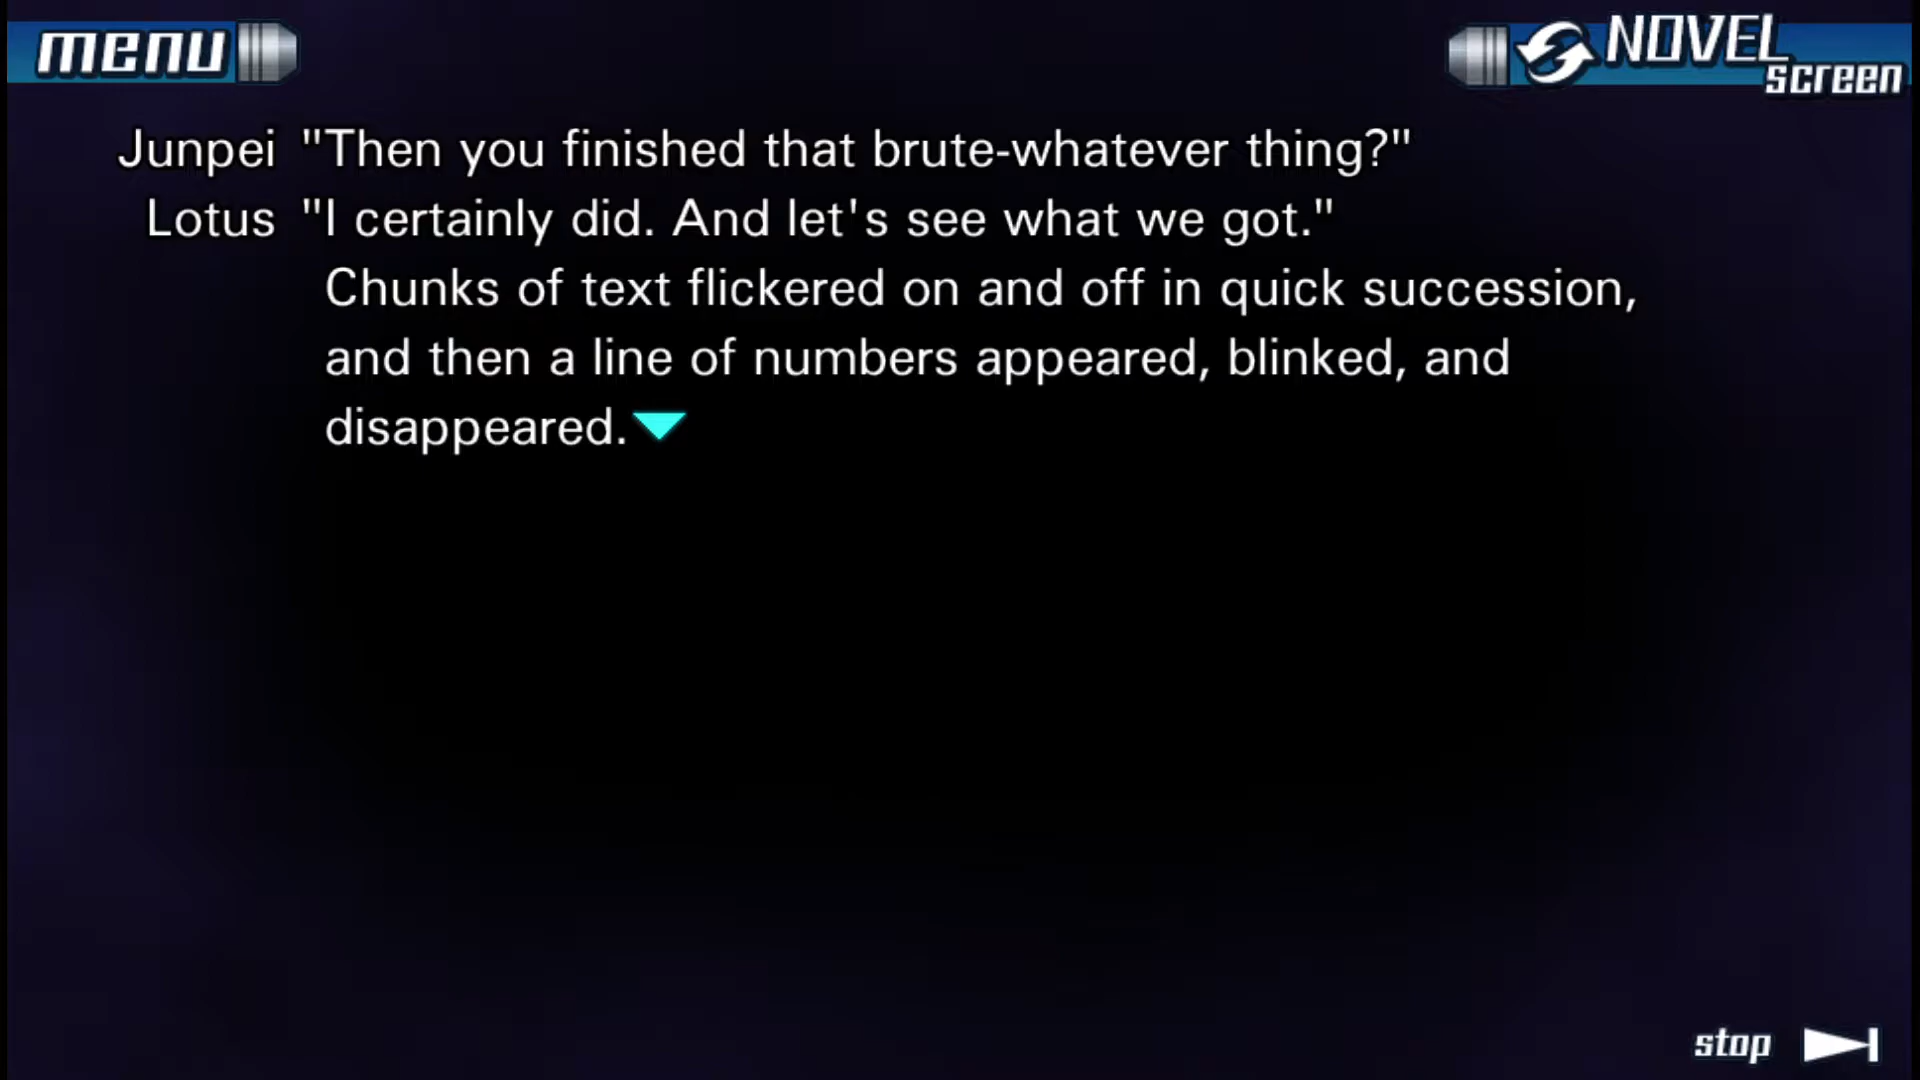 menu
NOVEL
screen
Junpei "Then you finished that brute-whatever thing?"
Lotus "I certainly did. And let's see what we got."
Chunks of text flickered on and off in quick succession,
and then a line of numbers appeared, blinked, and
disappeared.
stop